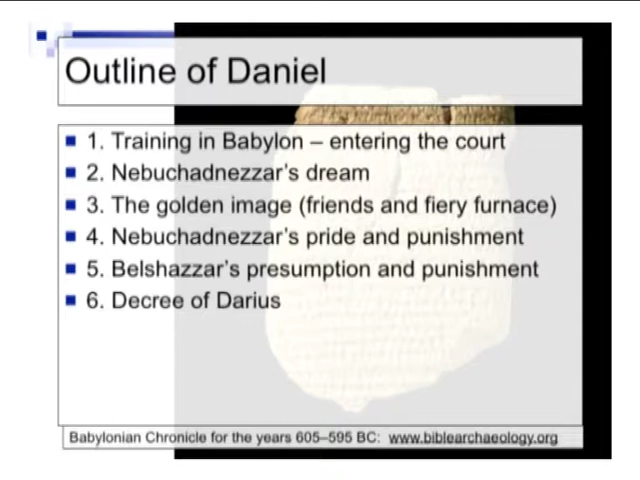 Outline of Daniel
1. Training in Babylon – entering the court
2. Nebuchadnezzar's dream
3. The golden image (friends and fiery furnace)
4. Nebuchadnezzar's pride and punishment
5. Belshazzar's presumption and punishment
6. Decree of Darius
Babylonian Chronicle for the years 605–595 BC: www.biblearchaeology.org